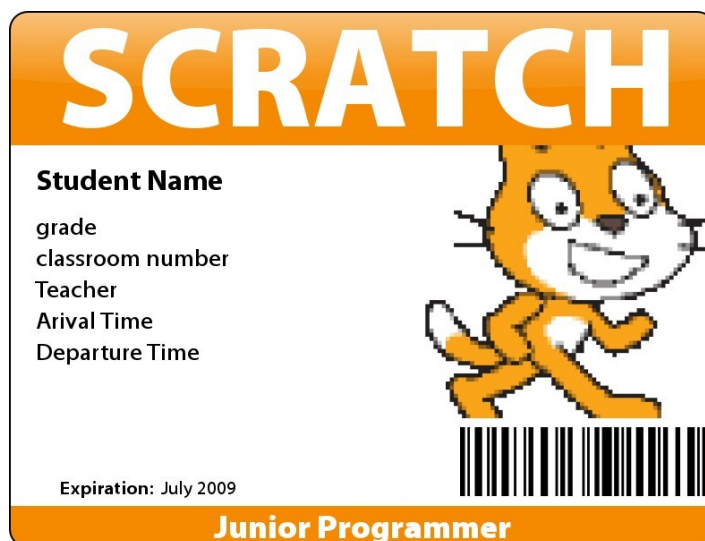 SCRATCH
Student Name
grade
classroom number
Teacher
Arival Time
Departure Time
Expiration: July 2009
Junior Programmer